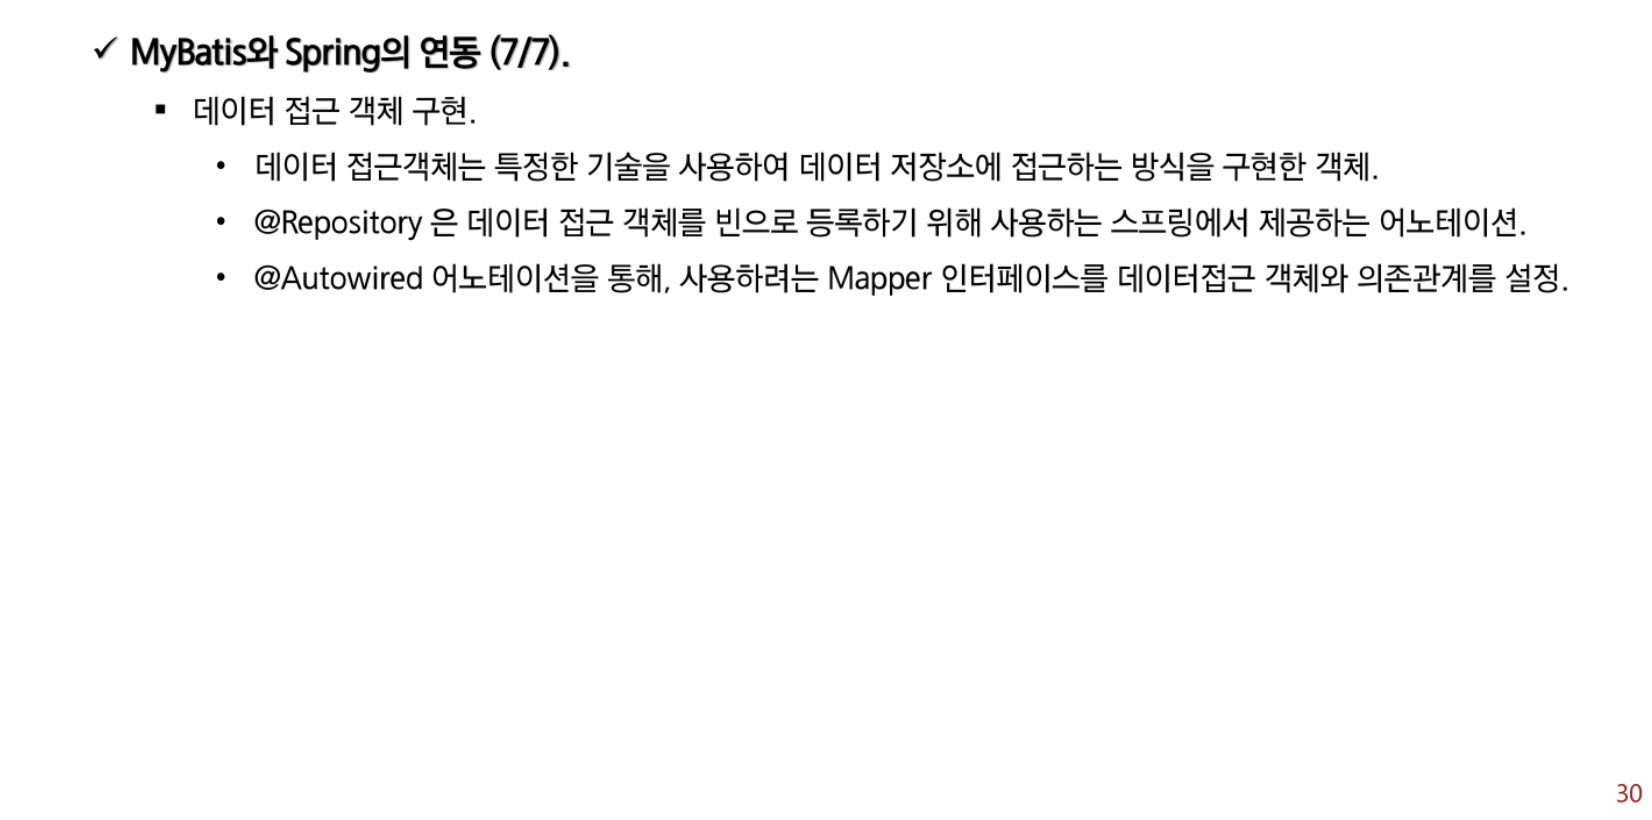 ✓ MyBatis와 Spring의 연동 (7/7).
▪ 데이터 접근 객체 구현.
• 데이터 접근객체는 특정한 기술을 사용하여 데이터 저장소에 접근하는 방식을 구현한 객체.
• @Repository 은 데이터 접근 객체를 빈으로 등록하기 위해 사용하는 스프링에서 제공하는 어노테이션.
• @Autowired 어노테이션을 통해, 사용하려는 Mapper 인터페이스를 데이터접근 객체와 의존관계를 설정.
30